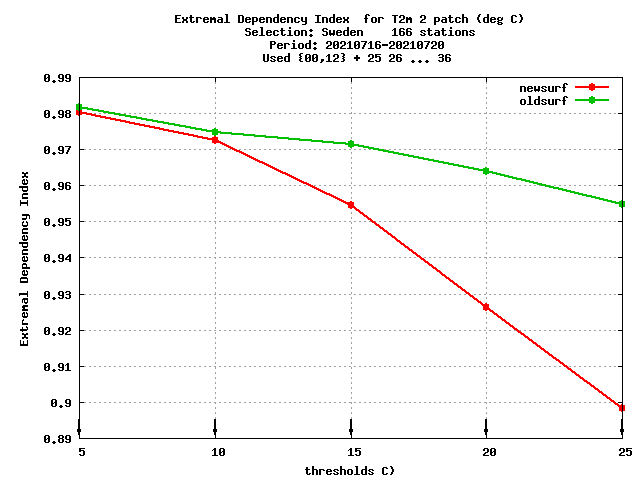 Extremal Dependency Index  for T2m 2 patch (deg C)
Selection: Sweden    166 stations
Period: 20210716-20210720
Used {00,12} + 25 26 ... 36
newsurf
oldsurf
0.99
0.98
0.97
0.96
0.95
0.94
0.93
0.92
0.91
0.9
0.89
Extremal Dependency Index
5 10 15 20 25
thresholds C)